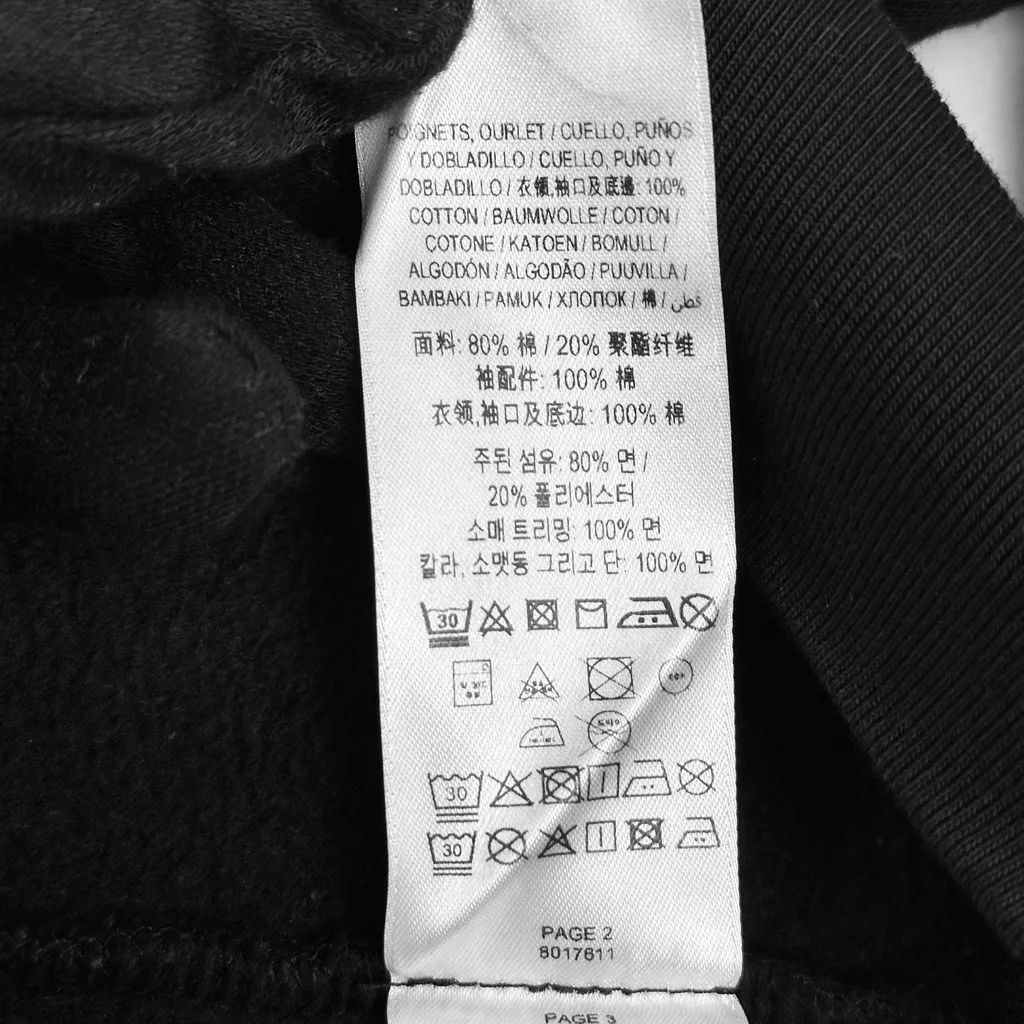 POIGNETS, OURLET / CUELLO, PUÑOS
Y DOBLADILLO / CUELLO, PUÑO Y
DOBLADILLO / 衣領,袖口及底邊: 100%
COTTON / BAUMWOLLE / COTON /
COTONE / KATOEN / BOMULL /
ALGODÓN / ALGODÃO / PUUVILLA /
BAMBAKI / PAMUK / ХЛОПОК / 棉 / قطن
面料: 80% 棉 / 20% 聚酯纤维
袖配件: 100% 棉
衣领,袖口及底边: 100% 棉
주된 섬유: 80% 면 /
20% 폴리에스터
소매 트리밍: 100% 면
칼라, 소맷동 그리고 단: 100% 면
30
30
30
PAGE 2
8017811
PAGE 3